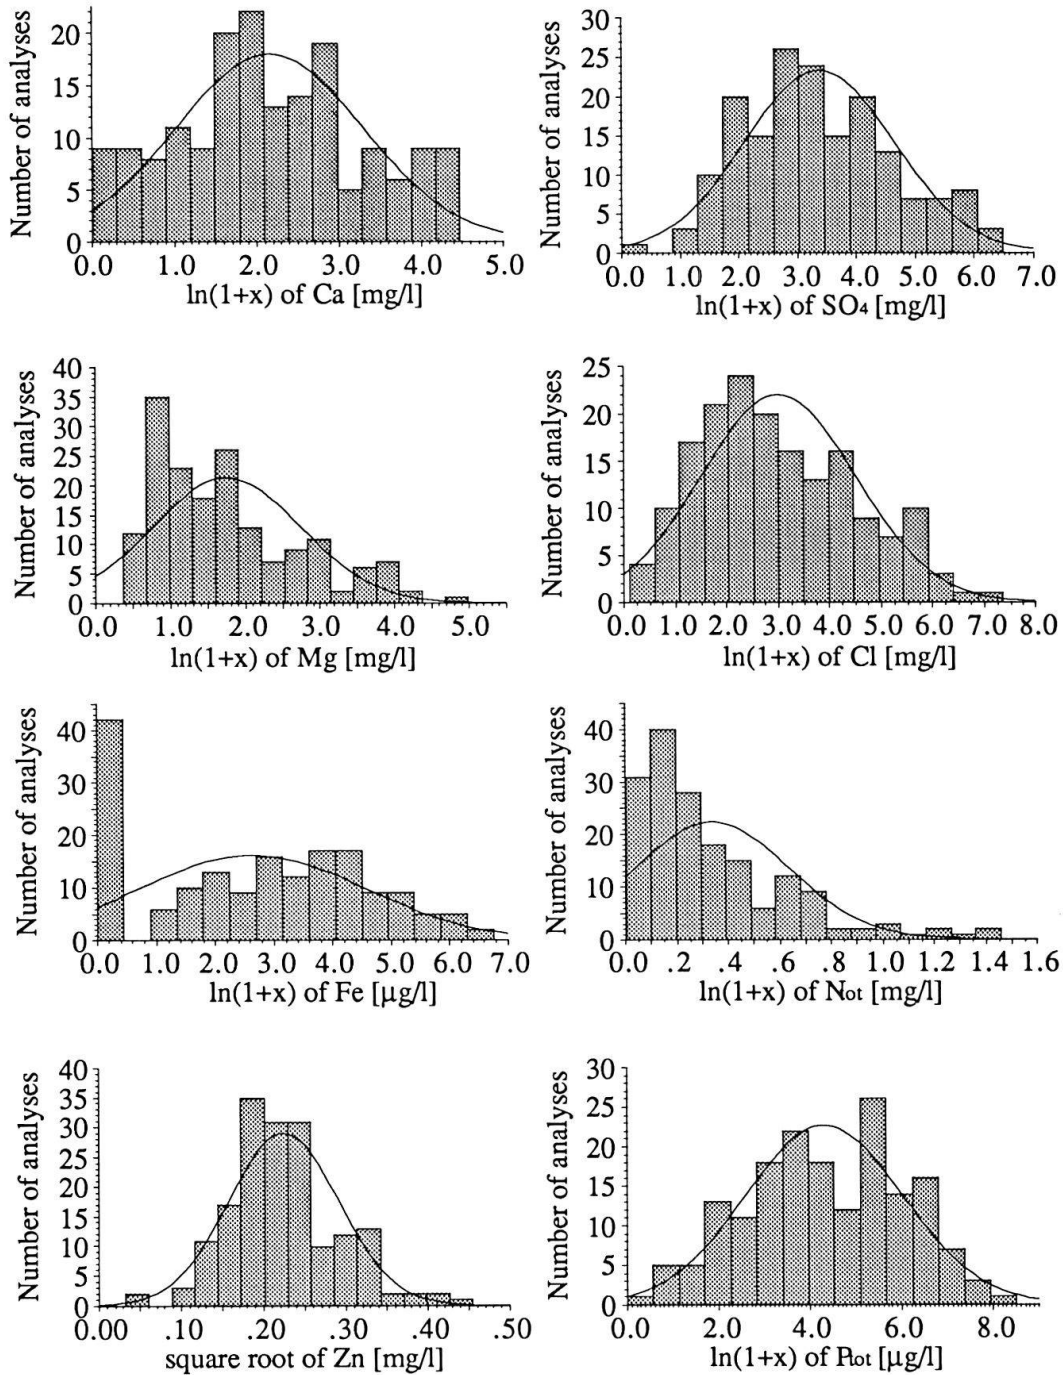 Number of analyses
20
15
10
5
0
0.0 1.0 2.0 3.0 4.0 5.0
ln(1+x) of Ca [mg/l]
Number of analyses
30
25
20
15
10
5
0
0.0 1.0 2.0 3.0 4.0 5.0 6.0 7.0
ln(1+x) of SO4 [mg/l]
Number of analyses
40
35
30
25
20
15
10
5
0
0.0 1.0 2.0 3.0 4.0 5.0
ln(1+x) of Mg [mg/l]
Number of analyses
25
20
15
10
5
0
0.0 1.0 2.0 3.0 4.0 5.0 6.0 7.0 8.0
ln(1+x) of Cl [mg/l]
Number of analyses
40
30
20
10
0
0.0 1.0 2.0 3.0 4.0 5.0 6.0 7.0
ln(1+x) of Fe [µg/l]
Number of analyses
40
30
20
10
0
0.0 .2 .4 .6 .8 1.0 1.2 1.4 1.6
ln(1+x) of Ntot [mg/l]
Number of analyses
40
35
30
25
20
15
10
5
0
0.00 .10 .20 .30 .40 .50
square root of Zn [mg/l]
Number of analyses
30
25
20
15
10
5
0
0.0 2.0 4.0 6.0 8.0
ln(1+x) of Ptot [µg/l]